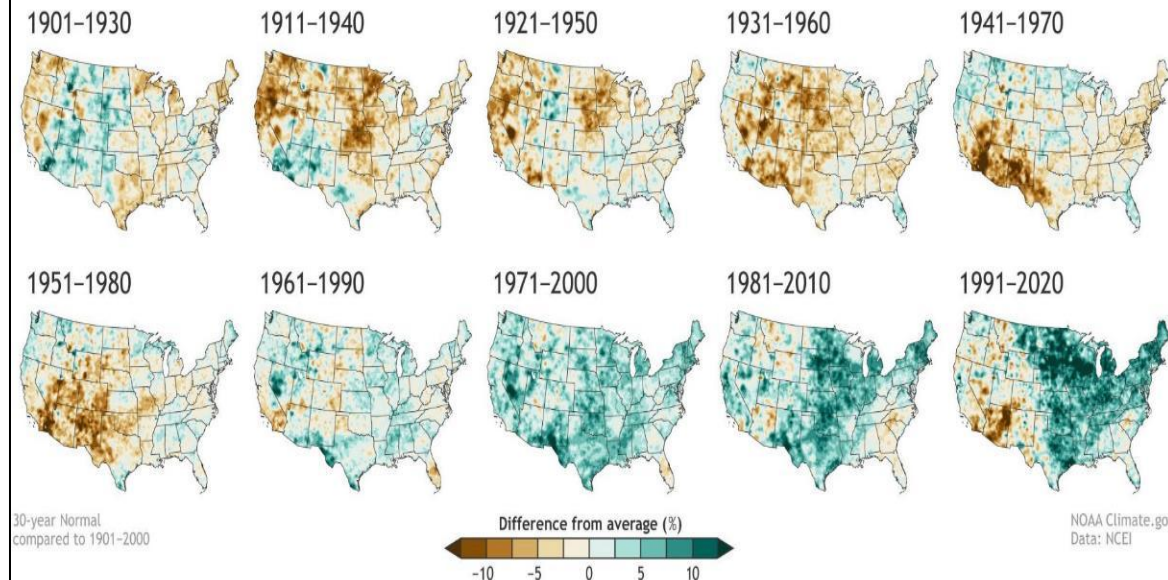 1901–1930
1911–1940
1921–1950
1931–1960
1941–1970
1951–1980
1961–1990
1971–2000
1981–2010
1991–2020
30-year Normal
compared to 1901–2000
Difference from average (%)
−10 −5 0 5 10
NOAA Climate.go
Data: NCEI